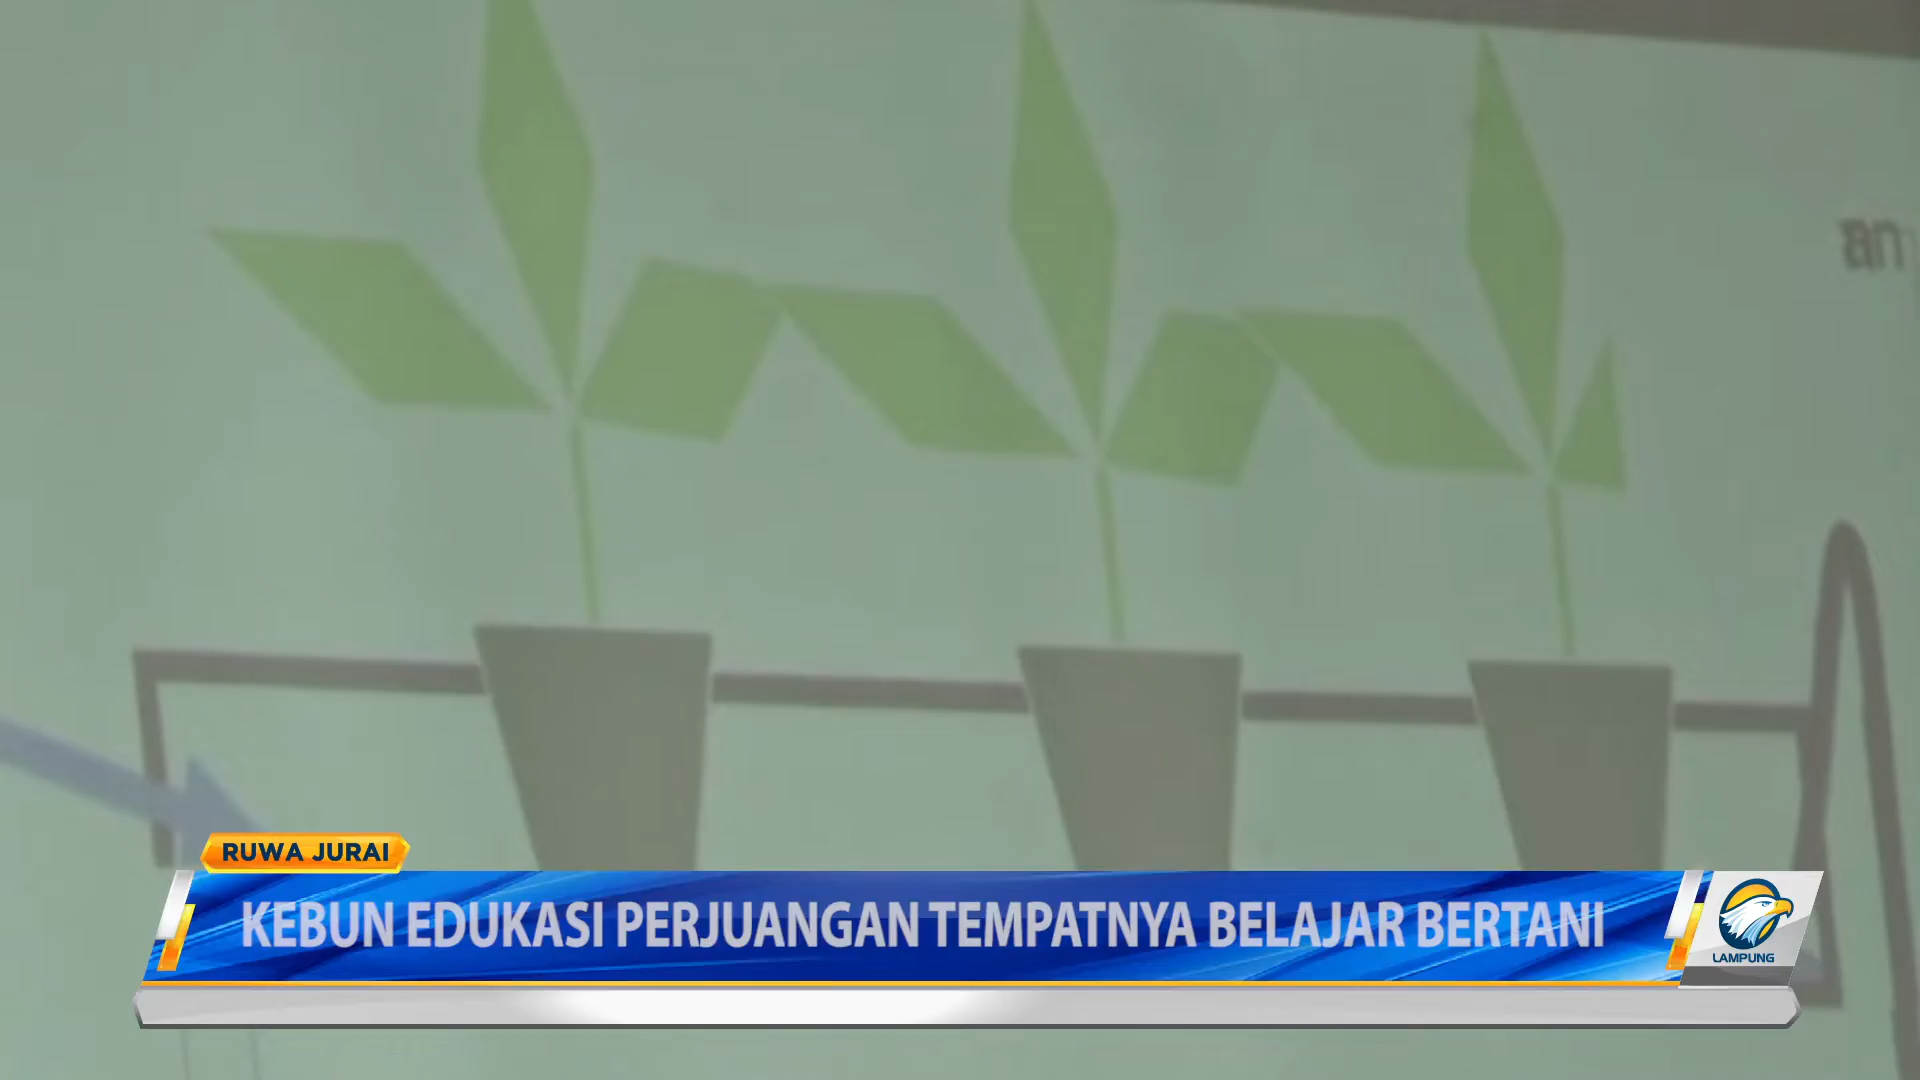 RUWA JURAI
KEBUN EDUKASI PERJUANGAN TEMPATNYA BELAJAR BERTANI
LAMPUNG